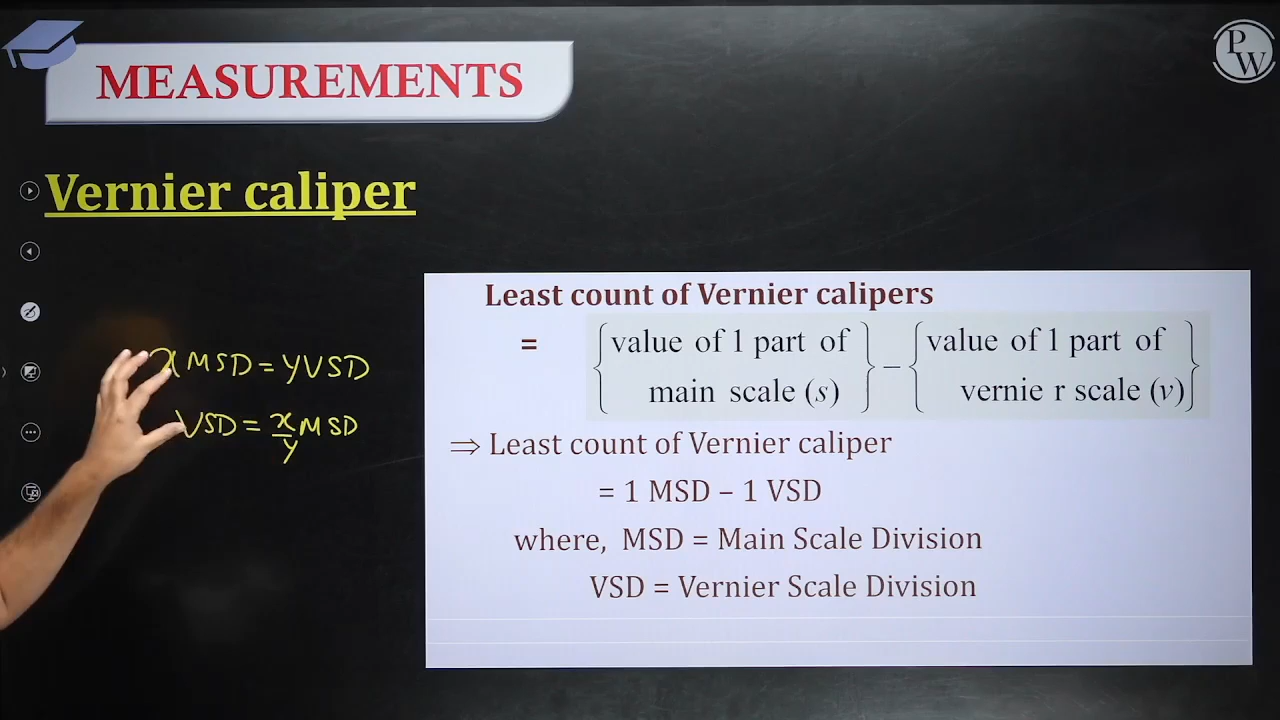 MEASUREMENTS
PW
Vernier caliper
x MSD = Y VSD
VSD = x/Y MSD
Least count of Vernier calipers
= {value of 1 part of main scale (s)} − {value of 1 part of vernie r scale (v)}
⇒ Least count of Vernier caliper
= 1 MSD – 1 VSD
where, MSD = Main Scale Division
VSD = Vernier Scale Division